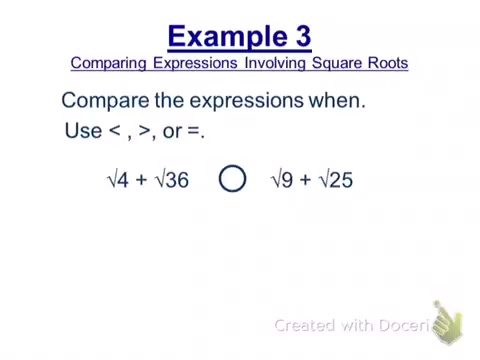 Example 3
Comparing Expressions Involving Square Roots
Compare the expressions when.
Use < , >, or =.
√4 + √36 ◯ √9 + √25
Created with Doceri